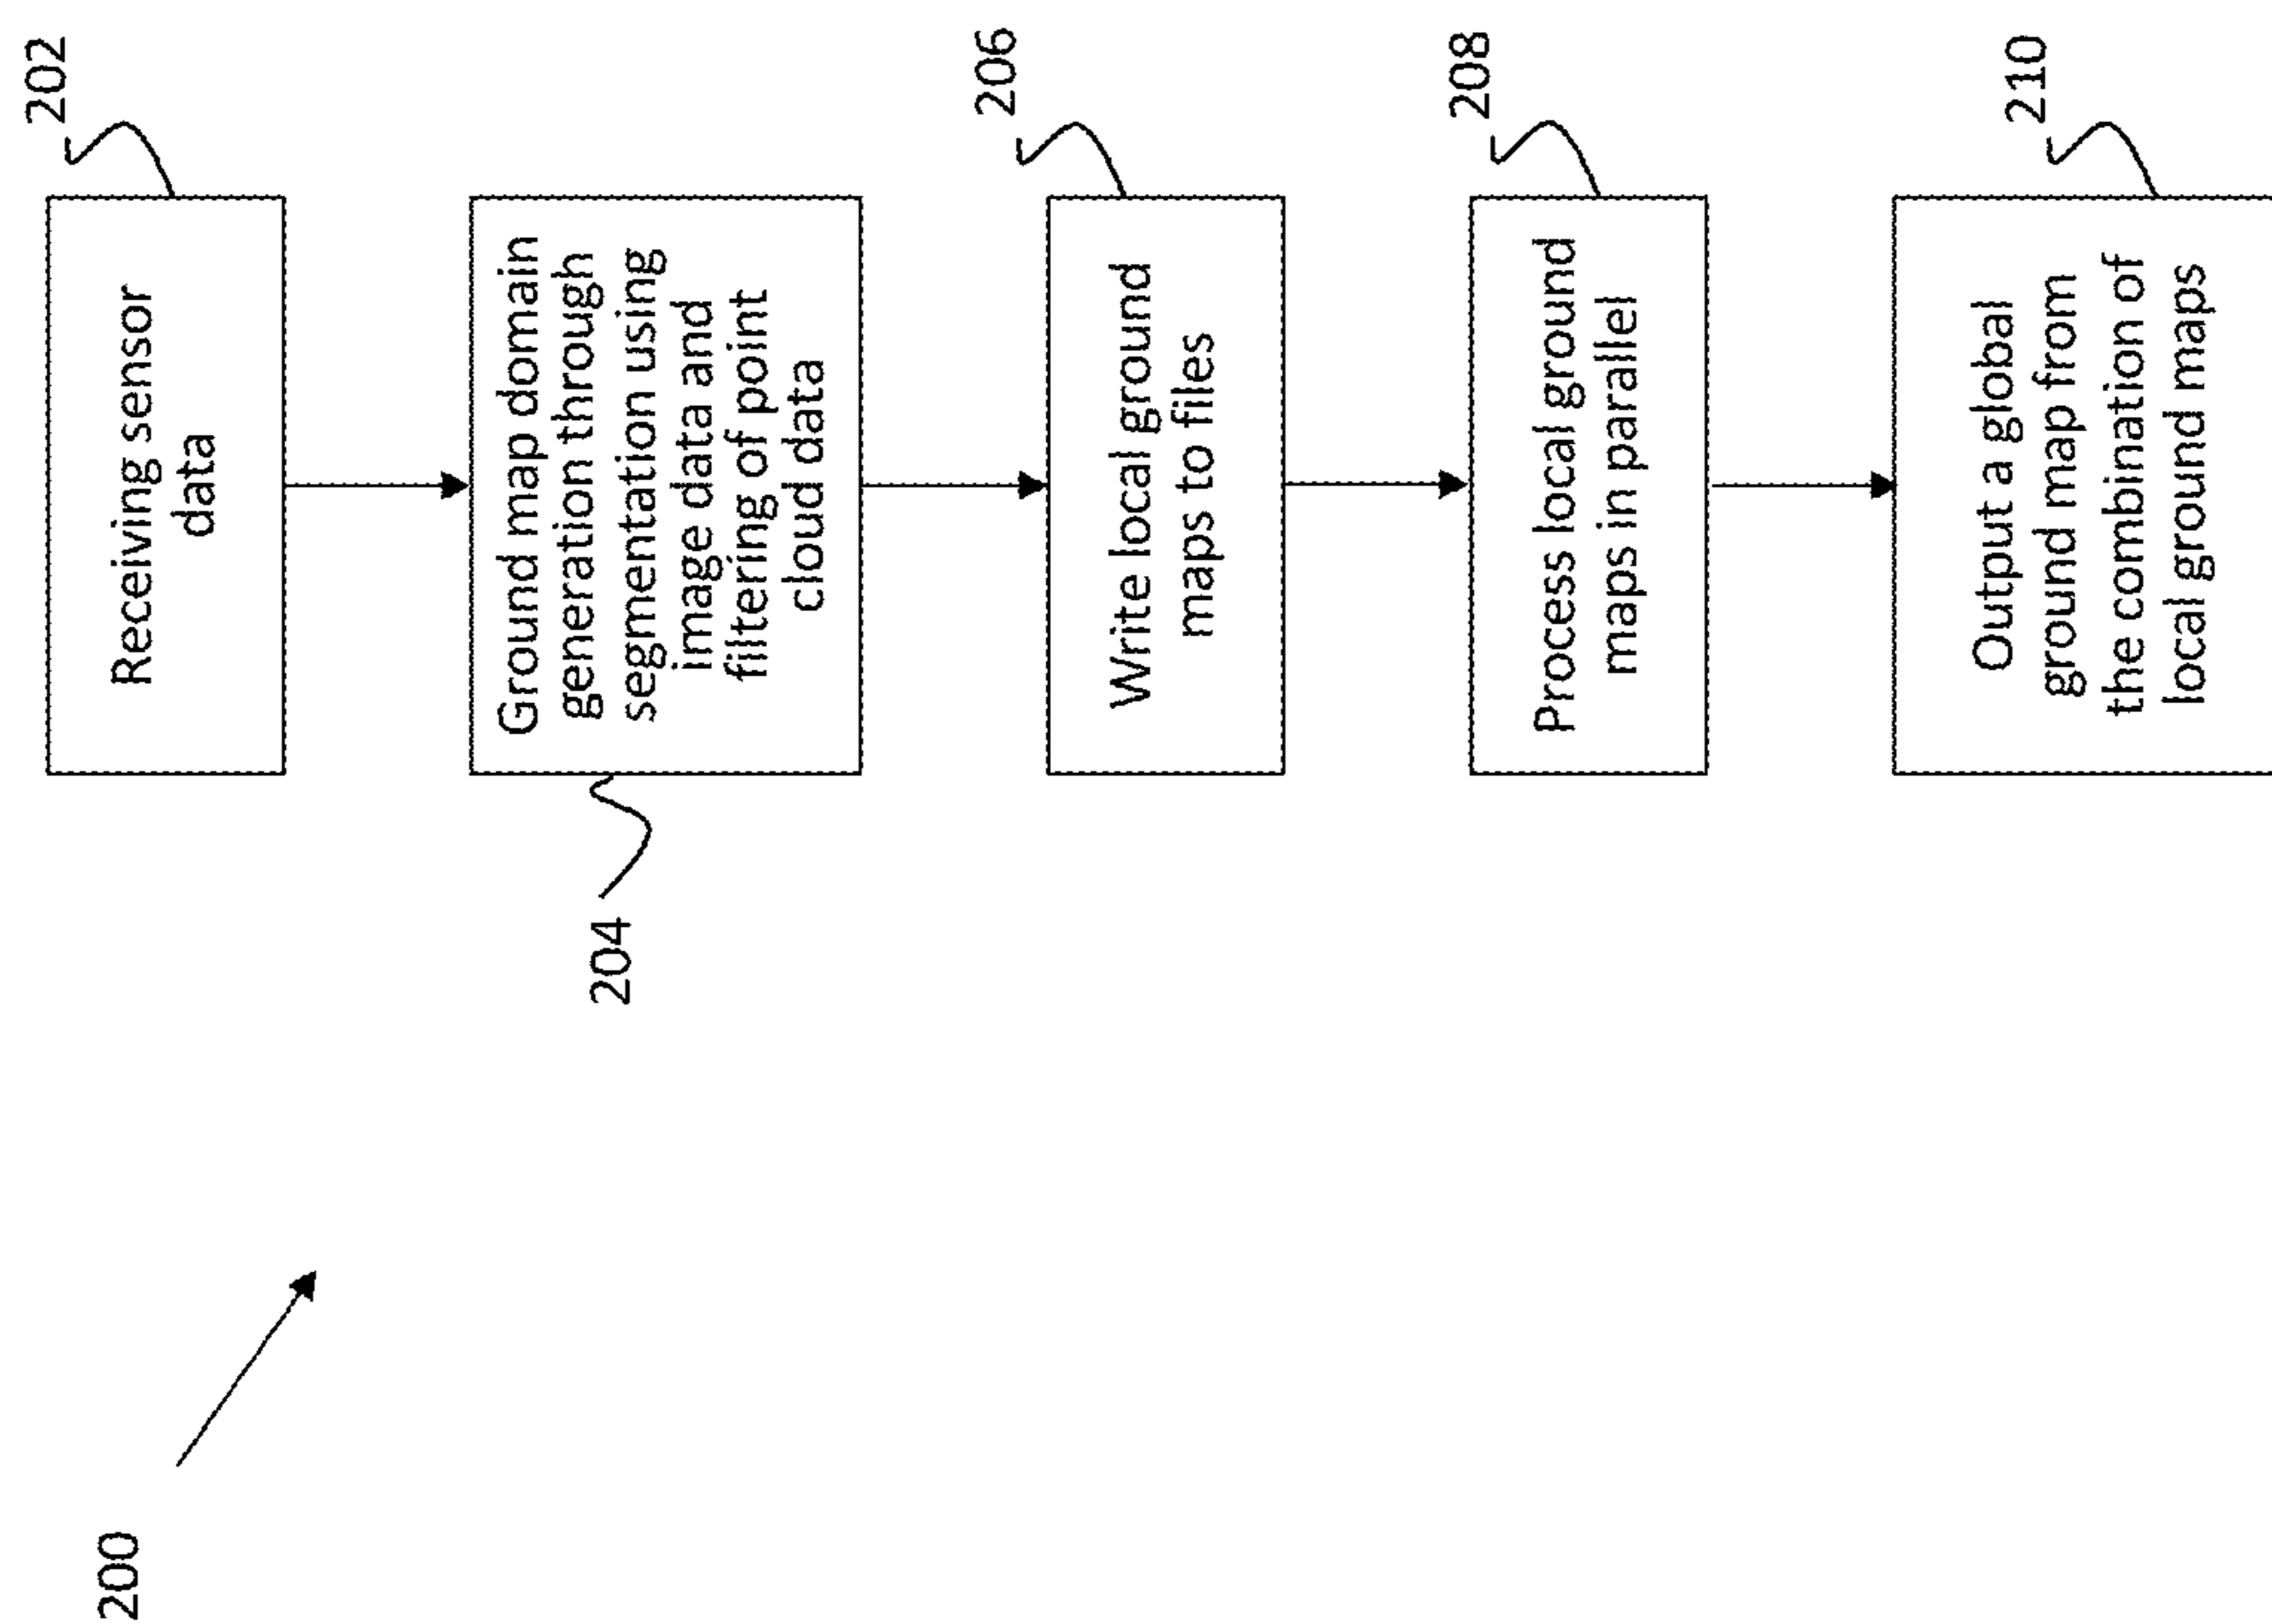 200
202
Receiving sensor
data
204
Ground map domain
generation through
segmentation using
image data and
filtering of point
cloud data
206
Write local ground
maps to files
208
Process local ground
maps in parallel
210
Output a global
ground map from
the combination of
local ground maps